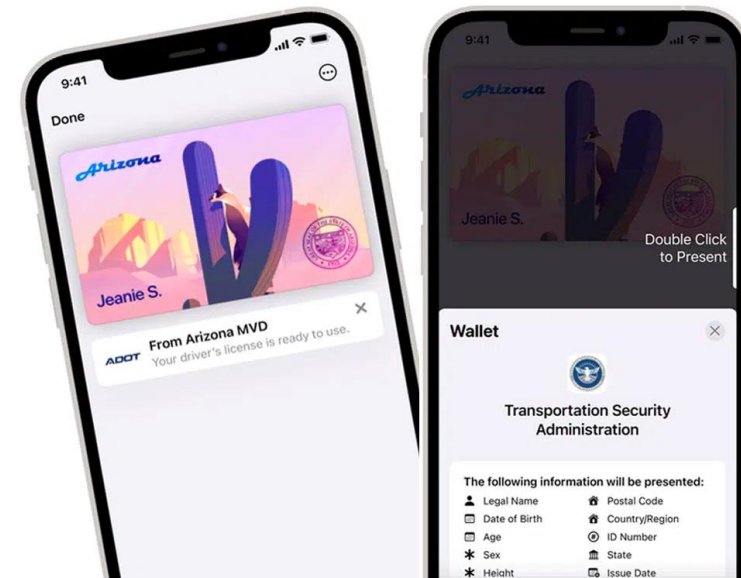 9:41
Done
Arizona
Jeanie S.
ADOT
From Arizona MVD
Your driver's license is ready to use.
9:41
Arizona
Jeanie S.
Double Click
to Present
Wallet
Transportation Security
Administration
The following information will be presented:
Legal Name
Postal Code
Date of Birth
Country/Region
Age
ID Number
Sex
State
Height
Issue Date